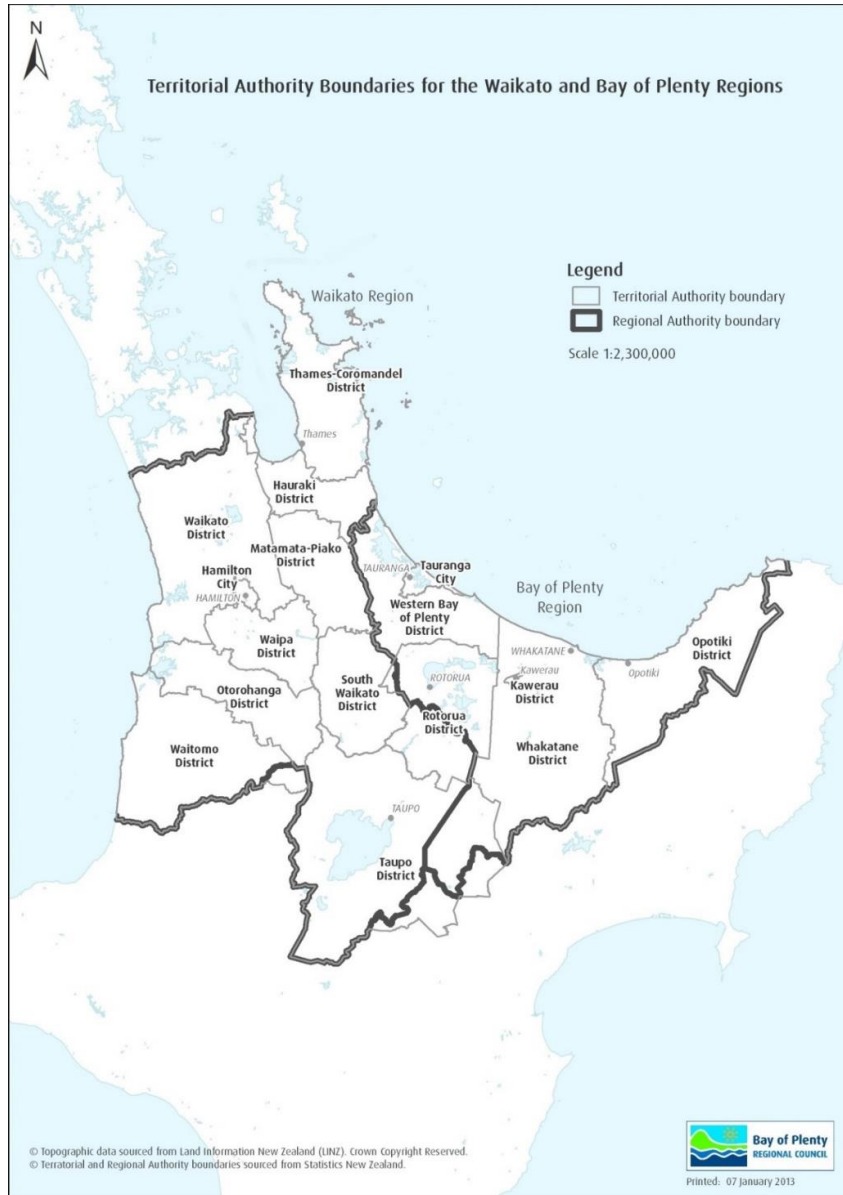 N
Territorial Authority Boundaries for the Waikato and Bay of Plenty Regions
Legend
Territorial Authority boundary
Regional Authority boundary
Scale 1:2,300,000
Waikato Region
Thames-Coromandel
District
Thames
Hauraki
District
Waikato
District
Matamata-Piako
District
Hamilton
City
HAMILTON
TAURANGA
Tauranga
City
Bay of Plenty
Region
Western Bay
of Plenty
District
Waipa
District
WHAKATANE
Opotiki
District
Opotiki
Kawerau
Kawerau
District
South
Waikato
District
ROTORUA
Otorohanga
District
Rotorua
District
Waitomo
District
Whakatane
District
TAUPO
Taupo
District
© Topographic data sourced from Land Information New Zealand (LINZ). Crown Copyright Reserved.
© Terratorial and Regional Authority boundaries sourced from Statistics New Zealand.
Bay of Plenty
REGIONAL COUNCIL
Printed: 07 January 2013